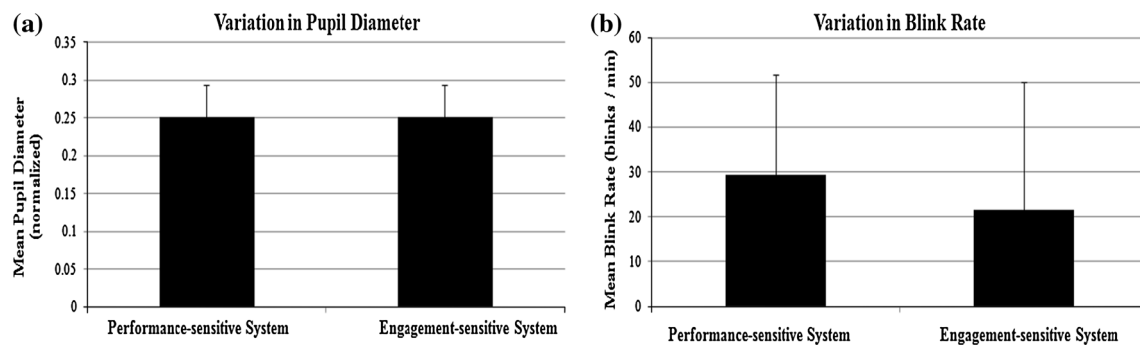 (a)
Variation in Pupil Diameter
Mean Pupil Diameter
(normalized)
0.35
0.3
0.25
0.2
0.15
0.1
0.05
0
Performance-sensitive System
Engagement-sensitive System
(b)
Variation in Blink Rate
Mean Blink Rate (blinks / min)
60
50
40
30
20
10
0
Performance-sensitive System
Engagement-sensitive System